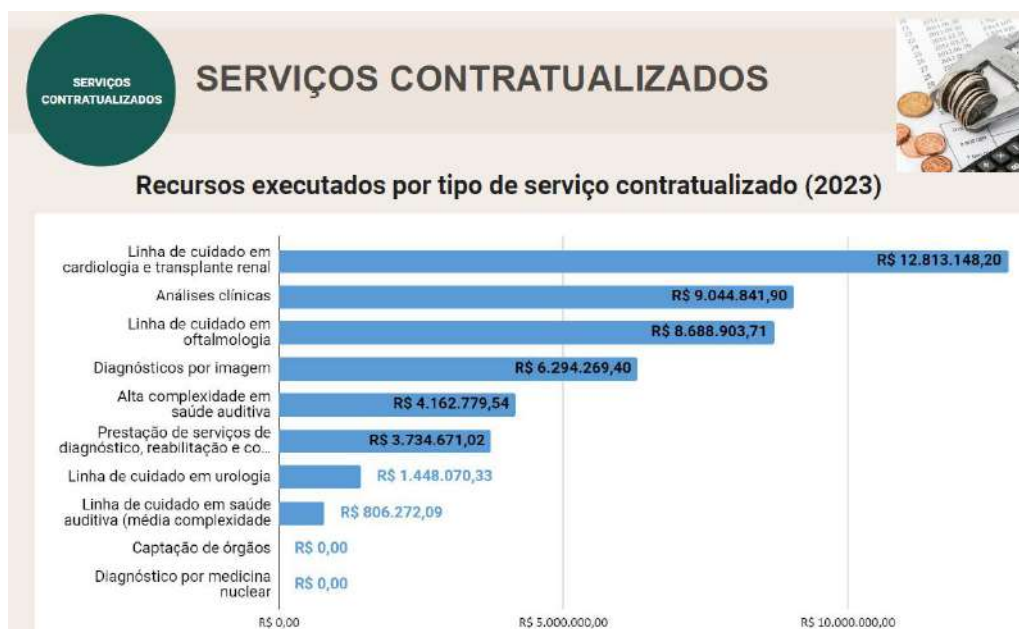 SERVIÇOS
CONTRATUALIZADOS
SERVIÇOS CONTRATUALIZADOS
Recursos executados por tipo de serviço contratualizado (2023)
Linha de cuidado em
cardiologia e transplante renal
R$ 12.813.148,20
Análises clínicas
R$ 9.044.841,90
Linha de cuidado em
oftalmologia
R$ 8.688.903,71
Diagnósticos por imagem
R$ 6.294.269,40
Alta complexidade em
saúde auditiva
R$ 4.162.779,54
Prestação de serviços de
diagnóstico, reabilitação e co...
R$ 3.734.671,02
Linha de cuidado em urologia
R$ 1.448.070,33
Linha de cuidado em saúde
auditiva (média complexidade
R$ 806.272,09
Captação de órgãos
R$ 0,00
Diagnóstico por medicina
nuclear
R$ 0,00
R$ 0,00
R$ 5.000.000,00
R$ 10.000.000,00